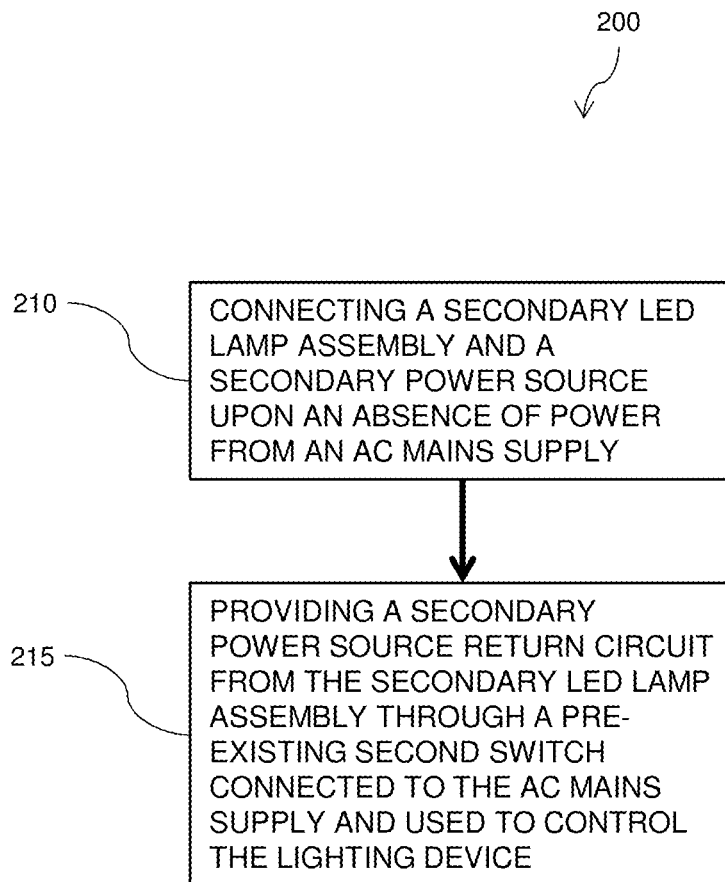 200
210
CONNECTING A SECONDARY LED
LAMP ASSEMBLY AND A
SECONDARY POWER SOURCE
UPON AN ABSENCE OF POWER
FROM AN AC MAINS SUPPLY
215
PROVIDING A SECONDARY
POWER SOURCE RETURN CIRCUIT
FROM THE SECONDARY LED LAMP
ASSEMBLY THROUGH A PRE-
EXISTING SECOND SWITCH
CONNECTED TO THE AC MAINS
SUPPLY AND USED TO CONTROL
THE LIGHTING DEVICE